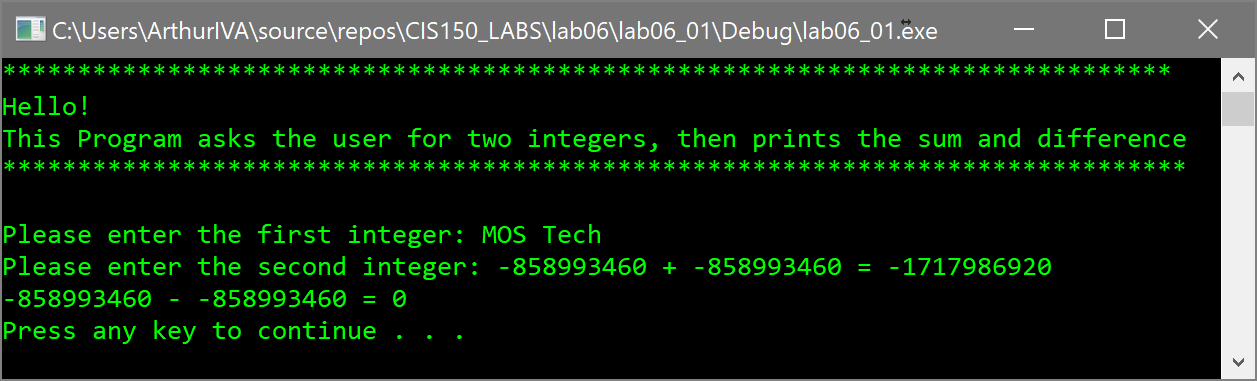 C:\Users\ArthurIVA\source\repos\CIS150_LABS\lab06\lab06_01\Debug\lab06_01.exe
******************************************************************************
Hello!
This Program asks the user for two integers, then prints the sum and difference
*******************************************************************************
Please enter the first integer: MOS Tech
Please enter the second integer: -858993460 + -858993460 = -1717986920
-858993460 - -858993460 = 0
Press any key to continue . . .